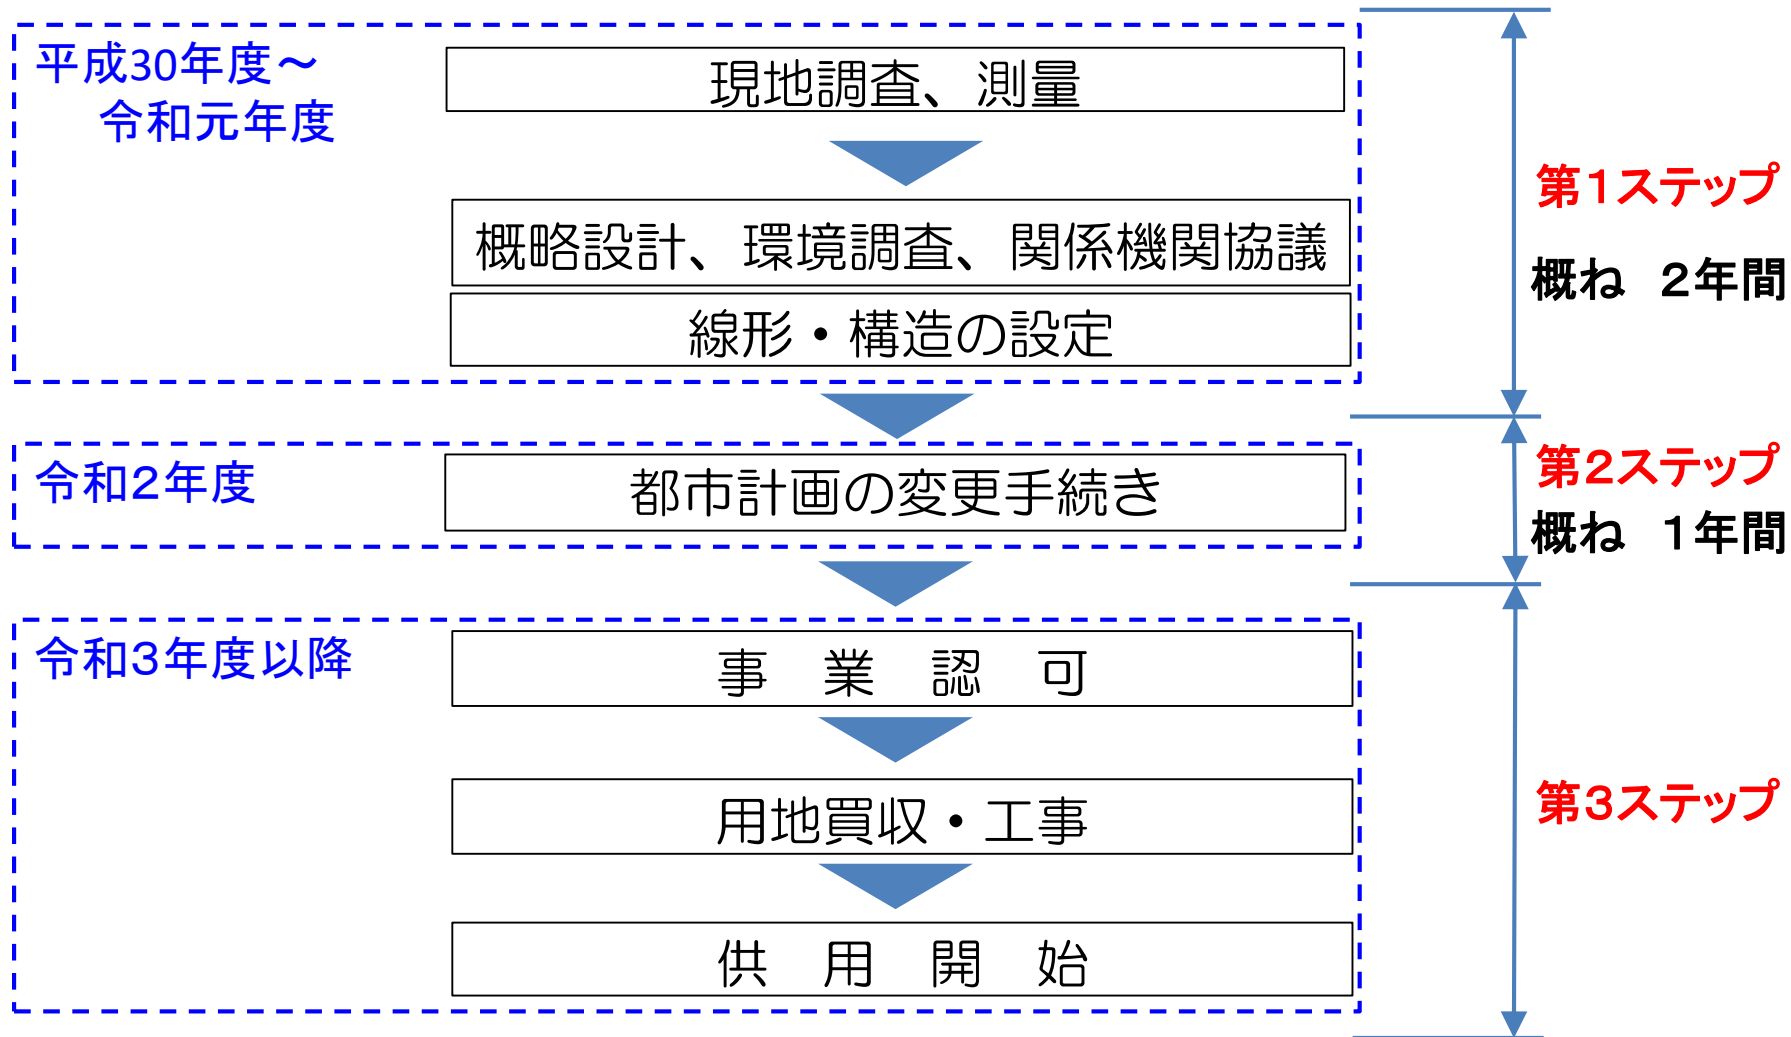 平成30年度～
令和元年度
現地調査、測量
概略設計、環境調査、関係機関協議
線形・構造の設定
第１ステップ
概ね　２年間
令和２年度
都市計画の変更手続き
第２ステップ
概ね　１年間
令和３年度以降
事　業　認　可
用地買収・工事
供　用　開　始
第３ステップ